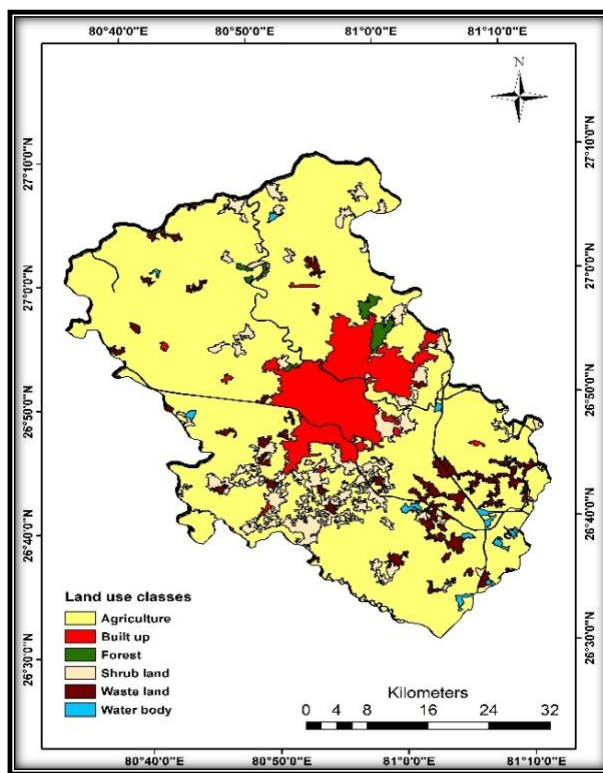 80°40'0"E 80°50'0"E 81°0'0"E 81°10'0"E
N
27°10'0"N
27°10'0"N
27°0'0"N
27°0'0"N
26°50'0"N
26°50'0"N
26°40'0"N
26°40'0"N
26°30'0"N
26°30'0"N
Land use classes
Agriculture
Built up
Forest
Shrub land
Waste land
Water body
Kilometers
0 2 4 6 8 16 24 32
80°40'0"E 80°50'0"E 81°0'0"E 81°10'0"E